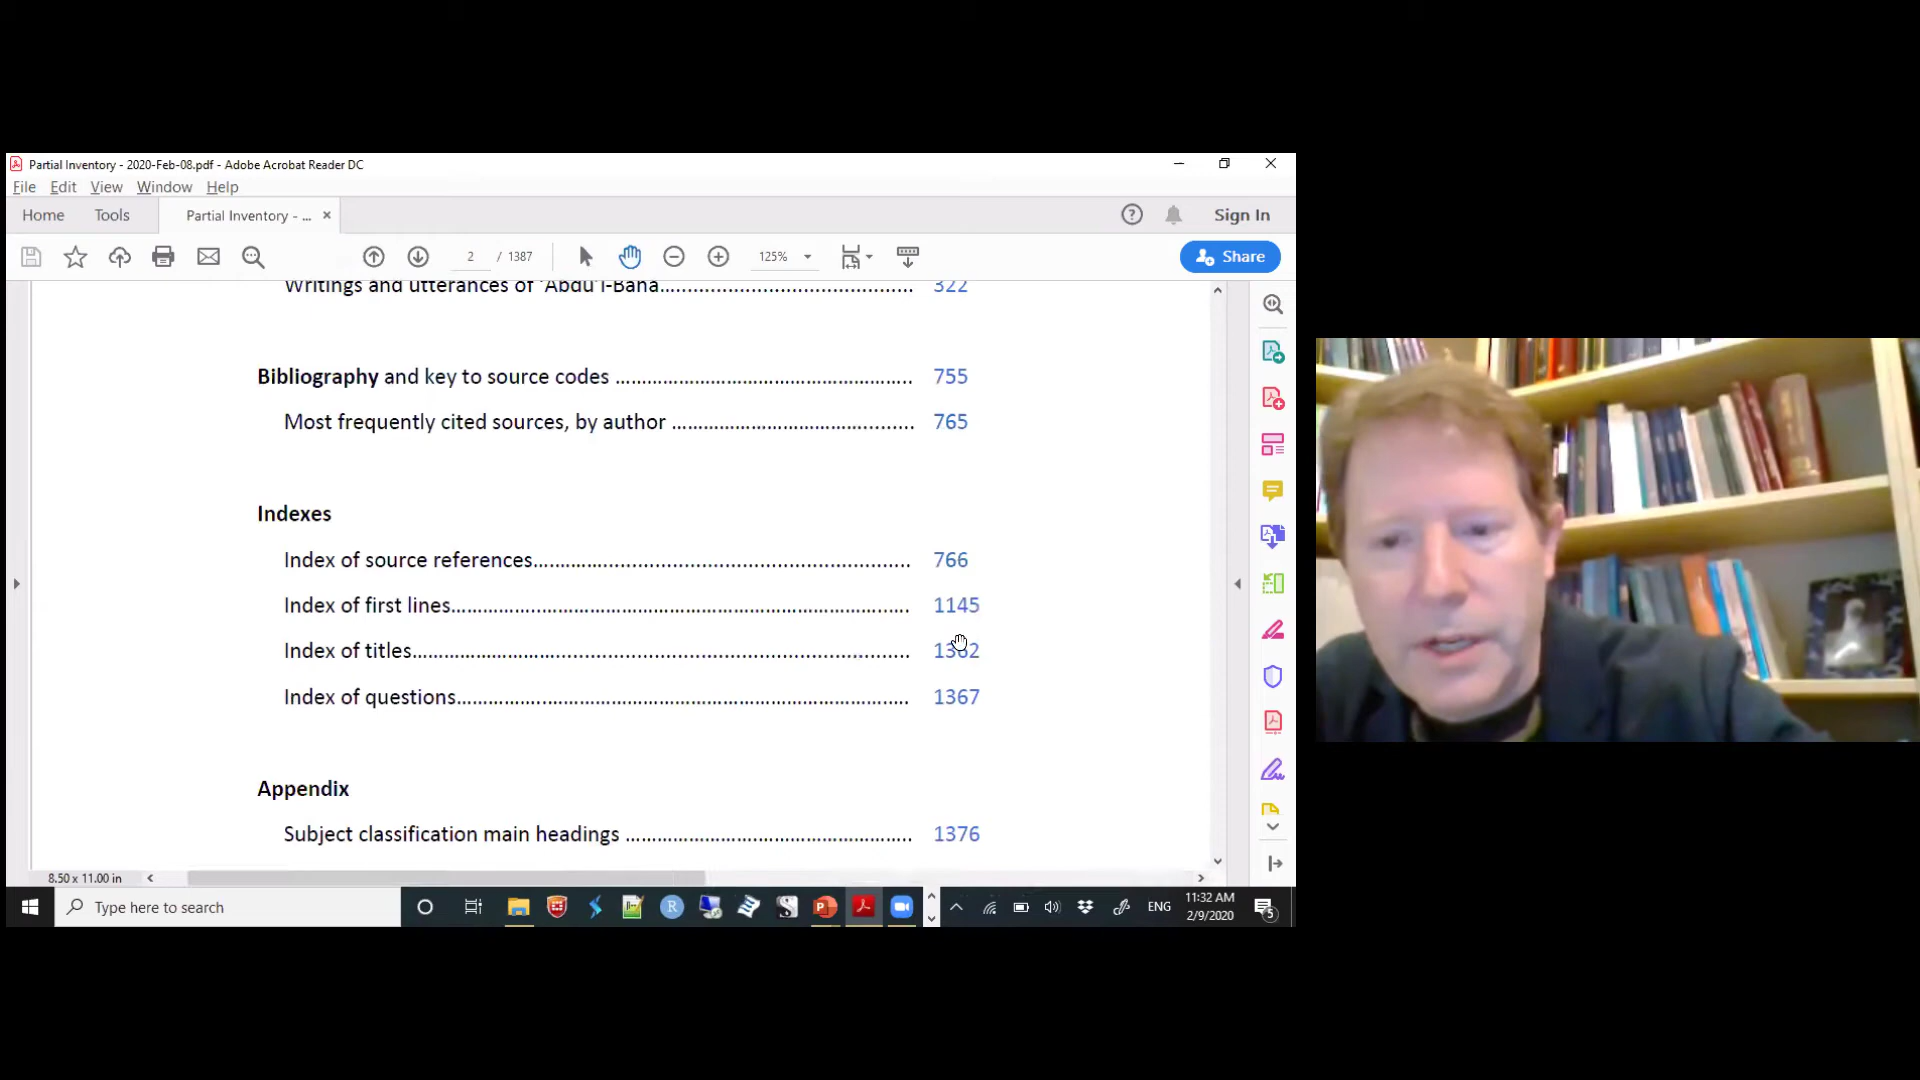 Partial Inventory - 2020-Feb-08.pdf - Adobe Acrobat Reader DC
File Edit View Window Help
Home Tools Partial Inventory - ... × Sign In
2 / 1387 125% Share
Writings and utterances of 'Abdu'l-Bahá.......... 322
Bibliography and key to source codes .......... 755
Most frequently cited sources, by author .......... 765
Indexes
Index of source references.......... 766
Index of first lines.......... 1145
Index of titles.......... 1362
Index of questions.......... 1367
Appendix
Subject classification main headings .......... 1376
8.50 x 11.00 in
Type here to search
ENG
11:32 AM
2/9/2020
5